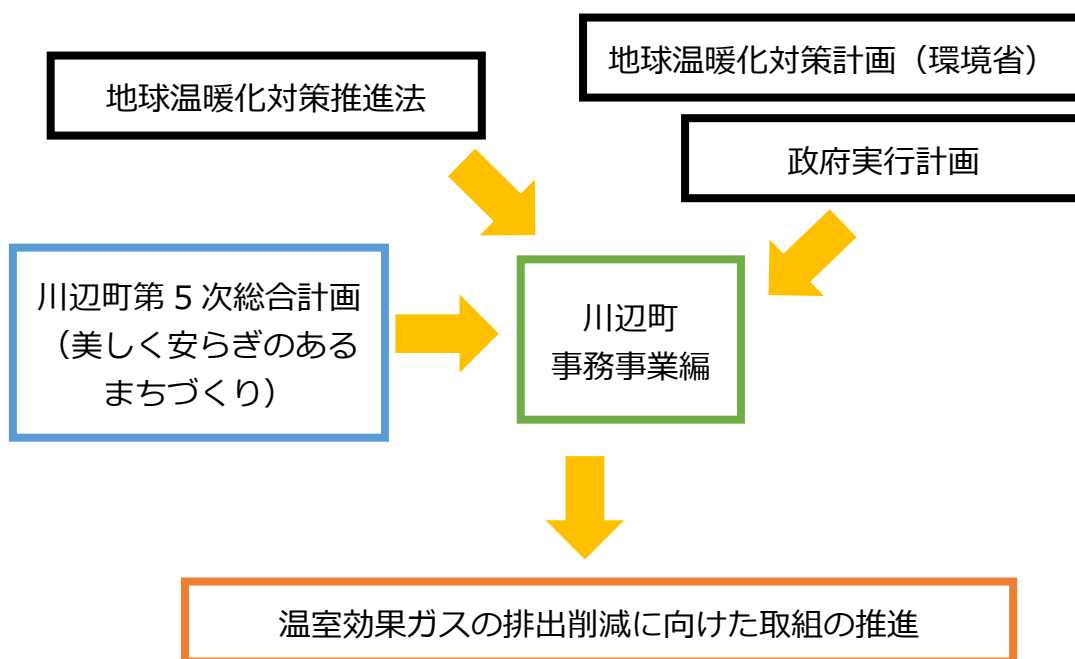 地球温暖化対策計画（環境省）
地球温暖化対策推進法
政府実行計画
川辺町第 5 次総合計画
（美しく安らぎのある
まちづくり）
川辺町
事務事業編
温室効果ガスの排出削減に向けた取組の推進